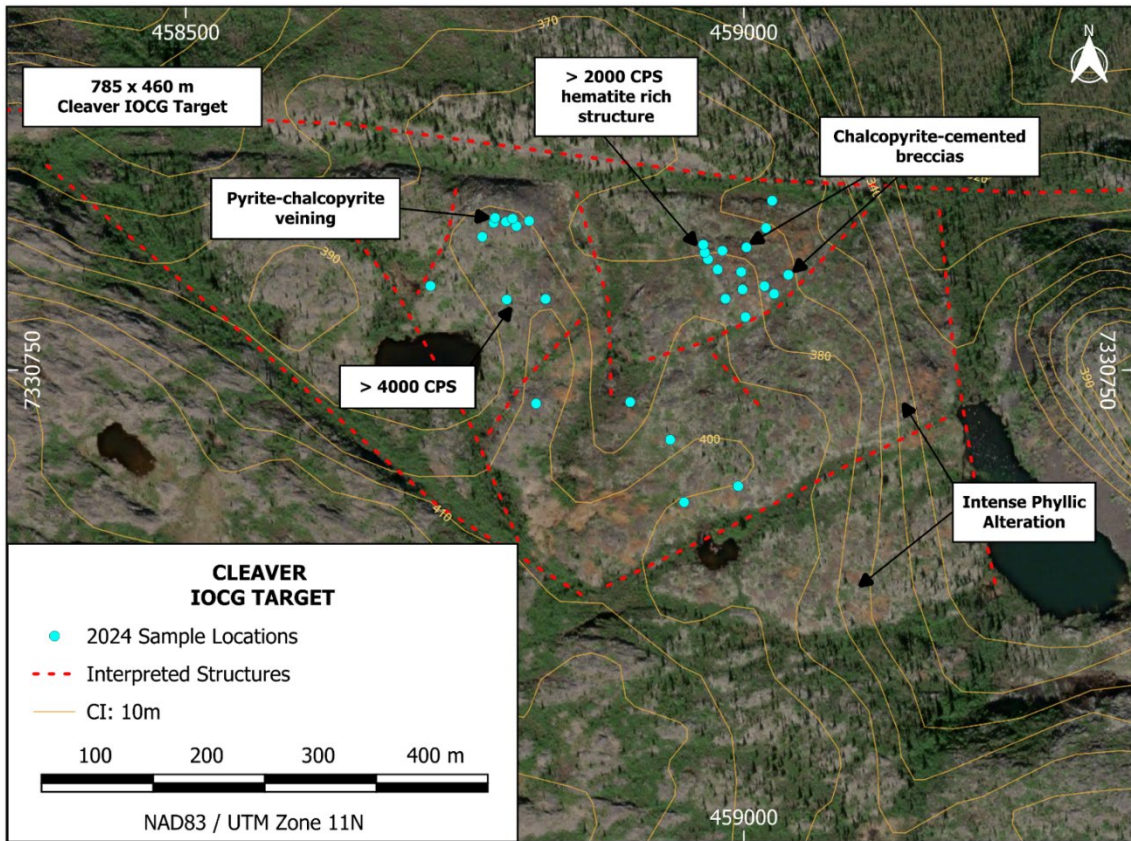 458500
459000
N
370
785 x 460 m
Cleaver IOCG Target
> 2000 CPS
hematite rich
structure
Chalcopyrite-cemented
breccias
340
320
Pyrite-chalcopyrite
veining
390
7330750
> 4000 CPS
380
7330750
390
400
410
Intense Phyllic
Alteration
CLEAVER
IOCG TARGET
2024 Sample Locations
Interpreted Structures
CI: 10m
100 200 300 400 m
NAD83 / UTM Zone 11N
459000